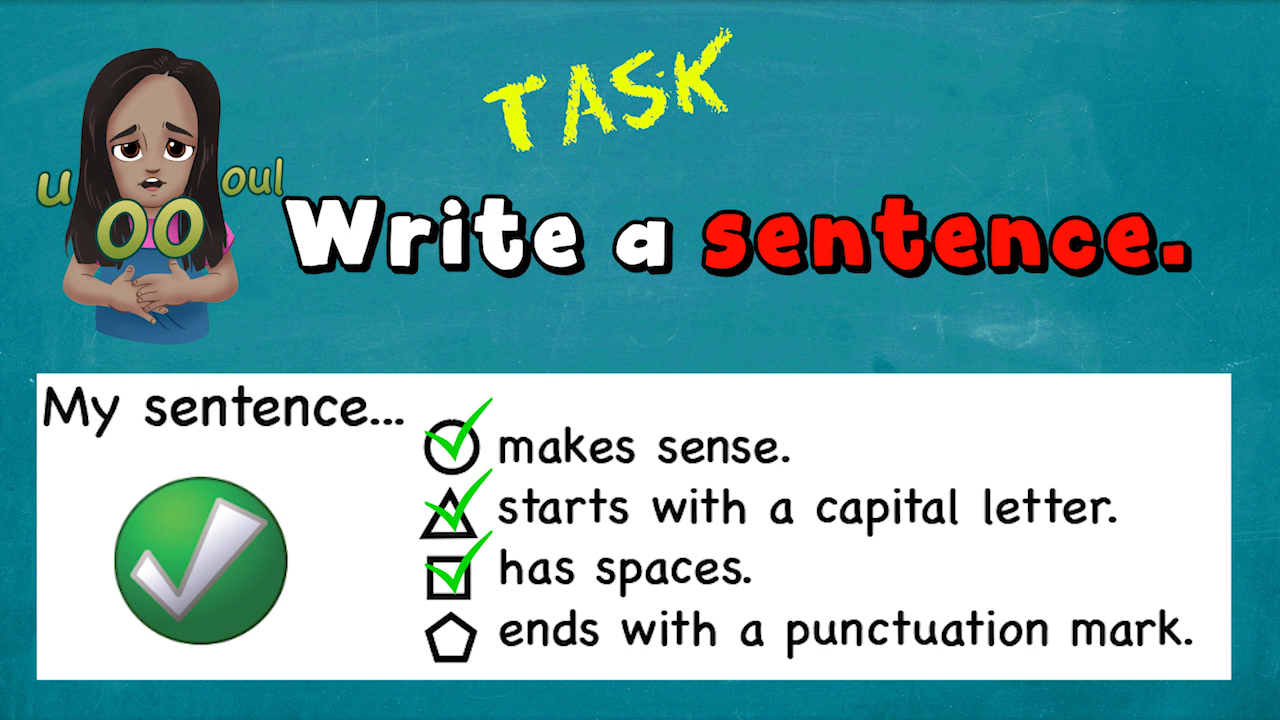 TASK
u
oo
oul
Write a sentence.
My sentence...
makes sense.
starts with a capital letter.
has spaces.
ends with a punctuation mark.